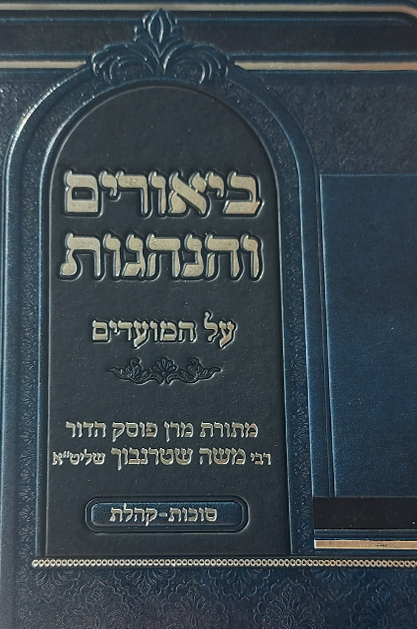 ביאורים
והנהגות
על המועדים
מתורת מרן פוסק הדור
רבי משה שטרנבוך שליט"א
סוכות-קהלת